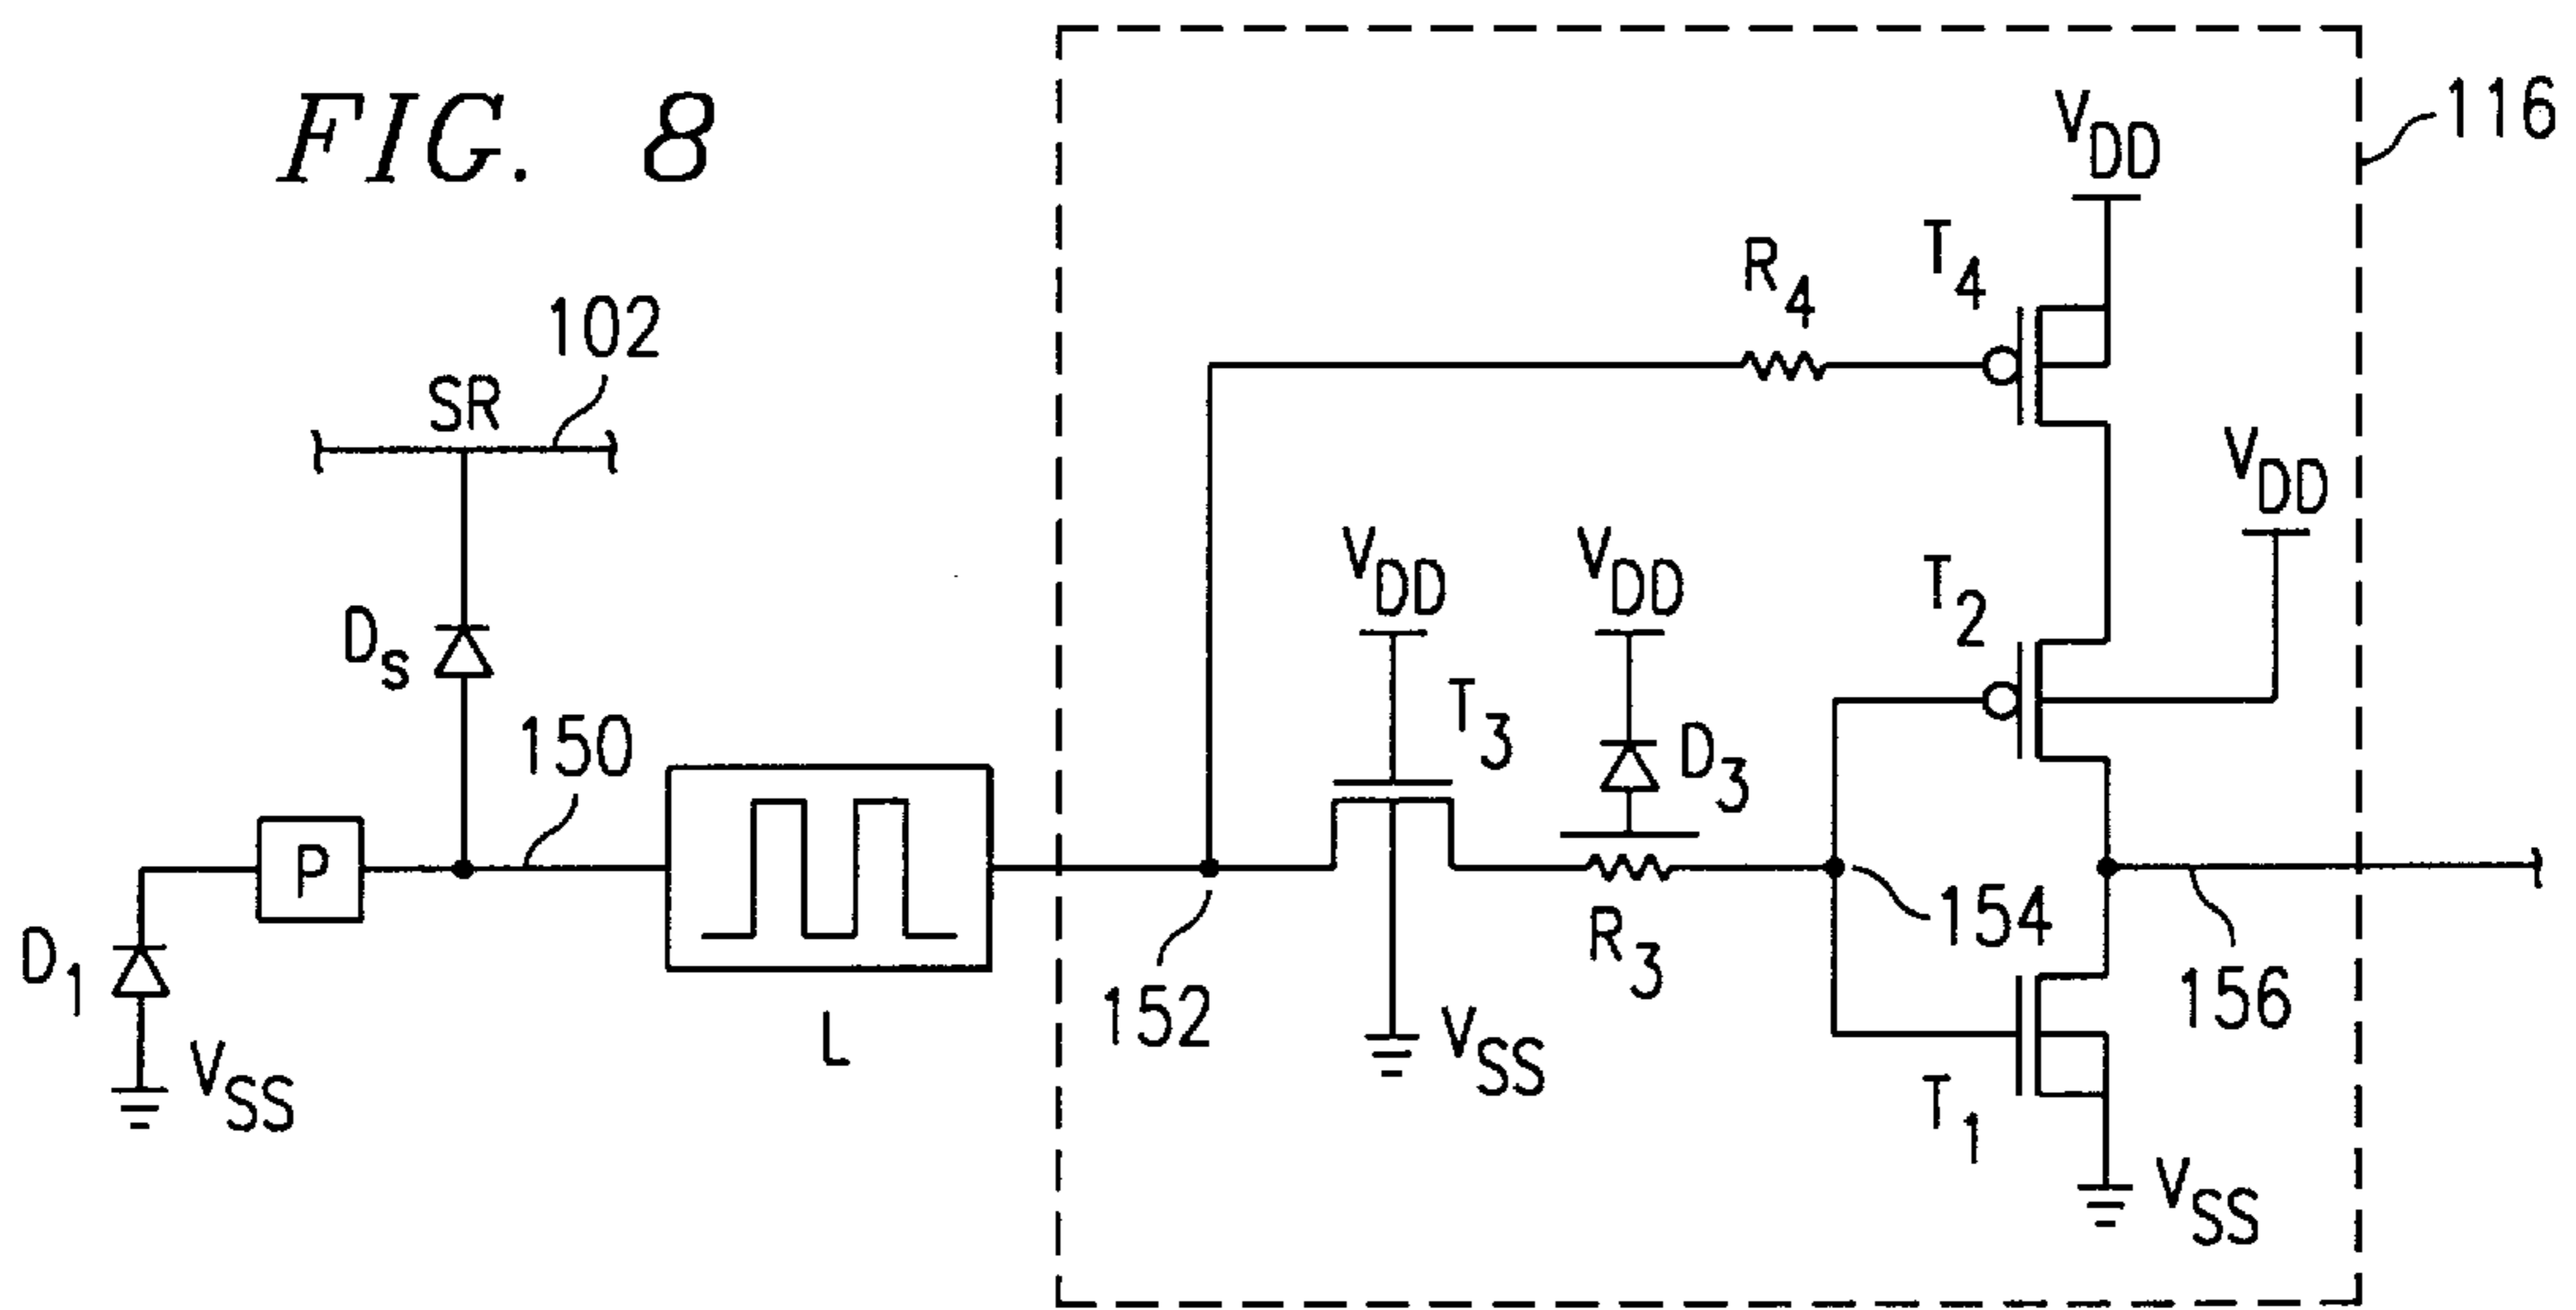 FIG. 8
116
VDD
T4
R4
102
SR
VDD
VDD
VDD
T2
DS
T3
D3
150
P
154
D1
R3
156
152
L
VSS
VSS
T1
VSS